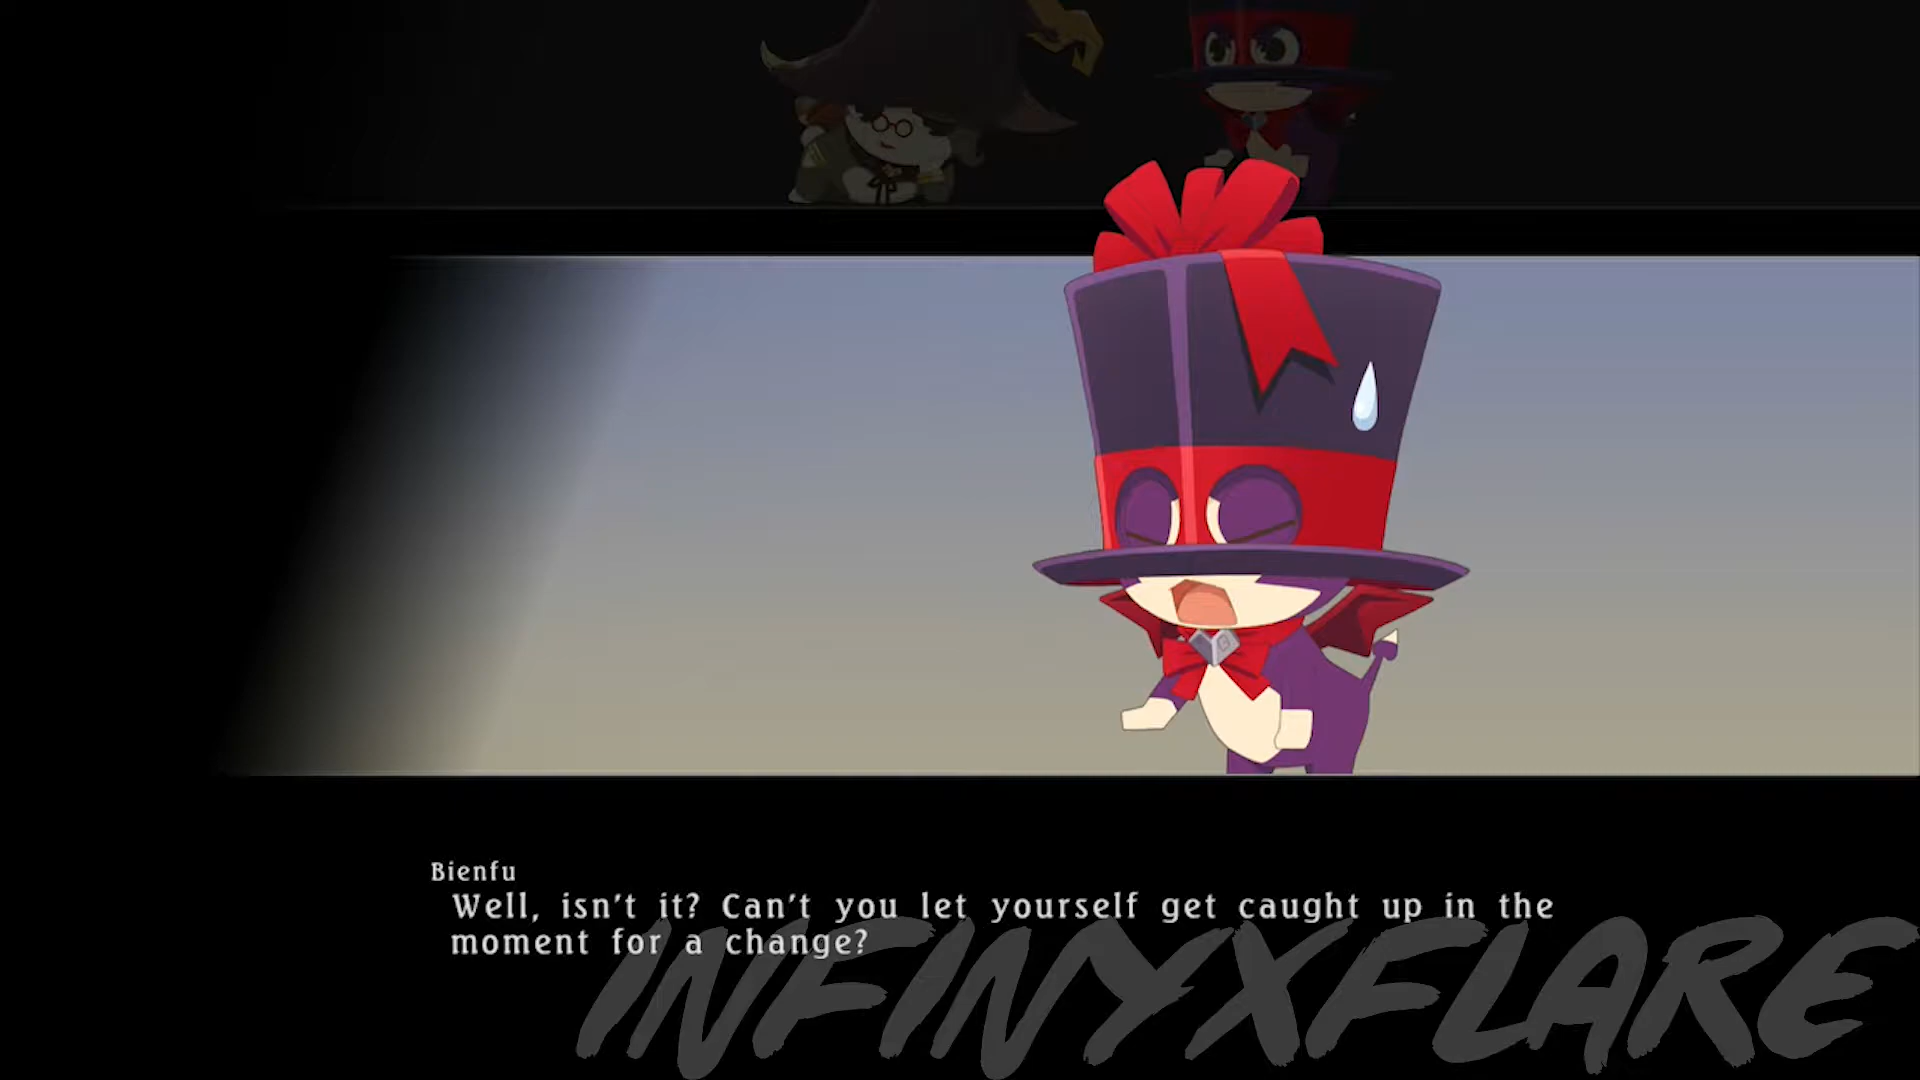 Bienfu
Well, isn't it? Can't you let yourself get caught up in the
moment for a change?
INFINYXFLARE